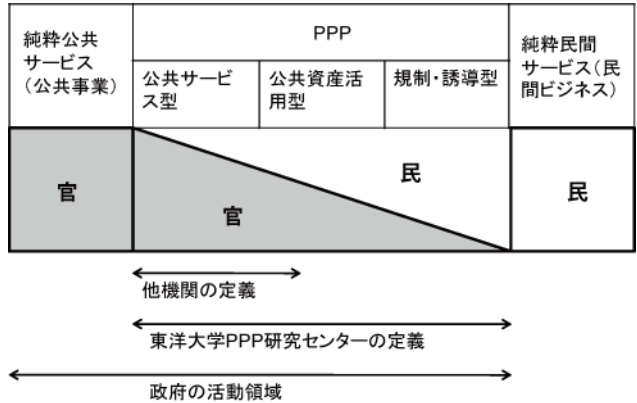 純粋公共
サービス
(公共事業)
PPP
純粋民間
サービス(民
間ビジネス)
公共サービ
ス型
公共資産活
用型
規制・誘導型
官
官
民
民
他機関の定義
東洋大学PPP研究センターの定義
政府の活動領域